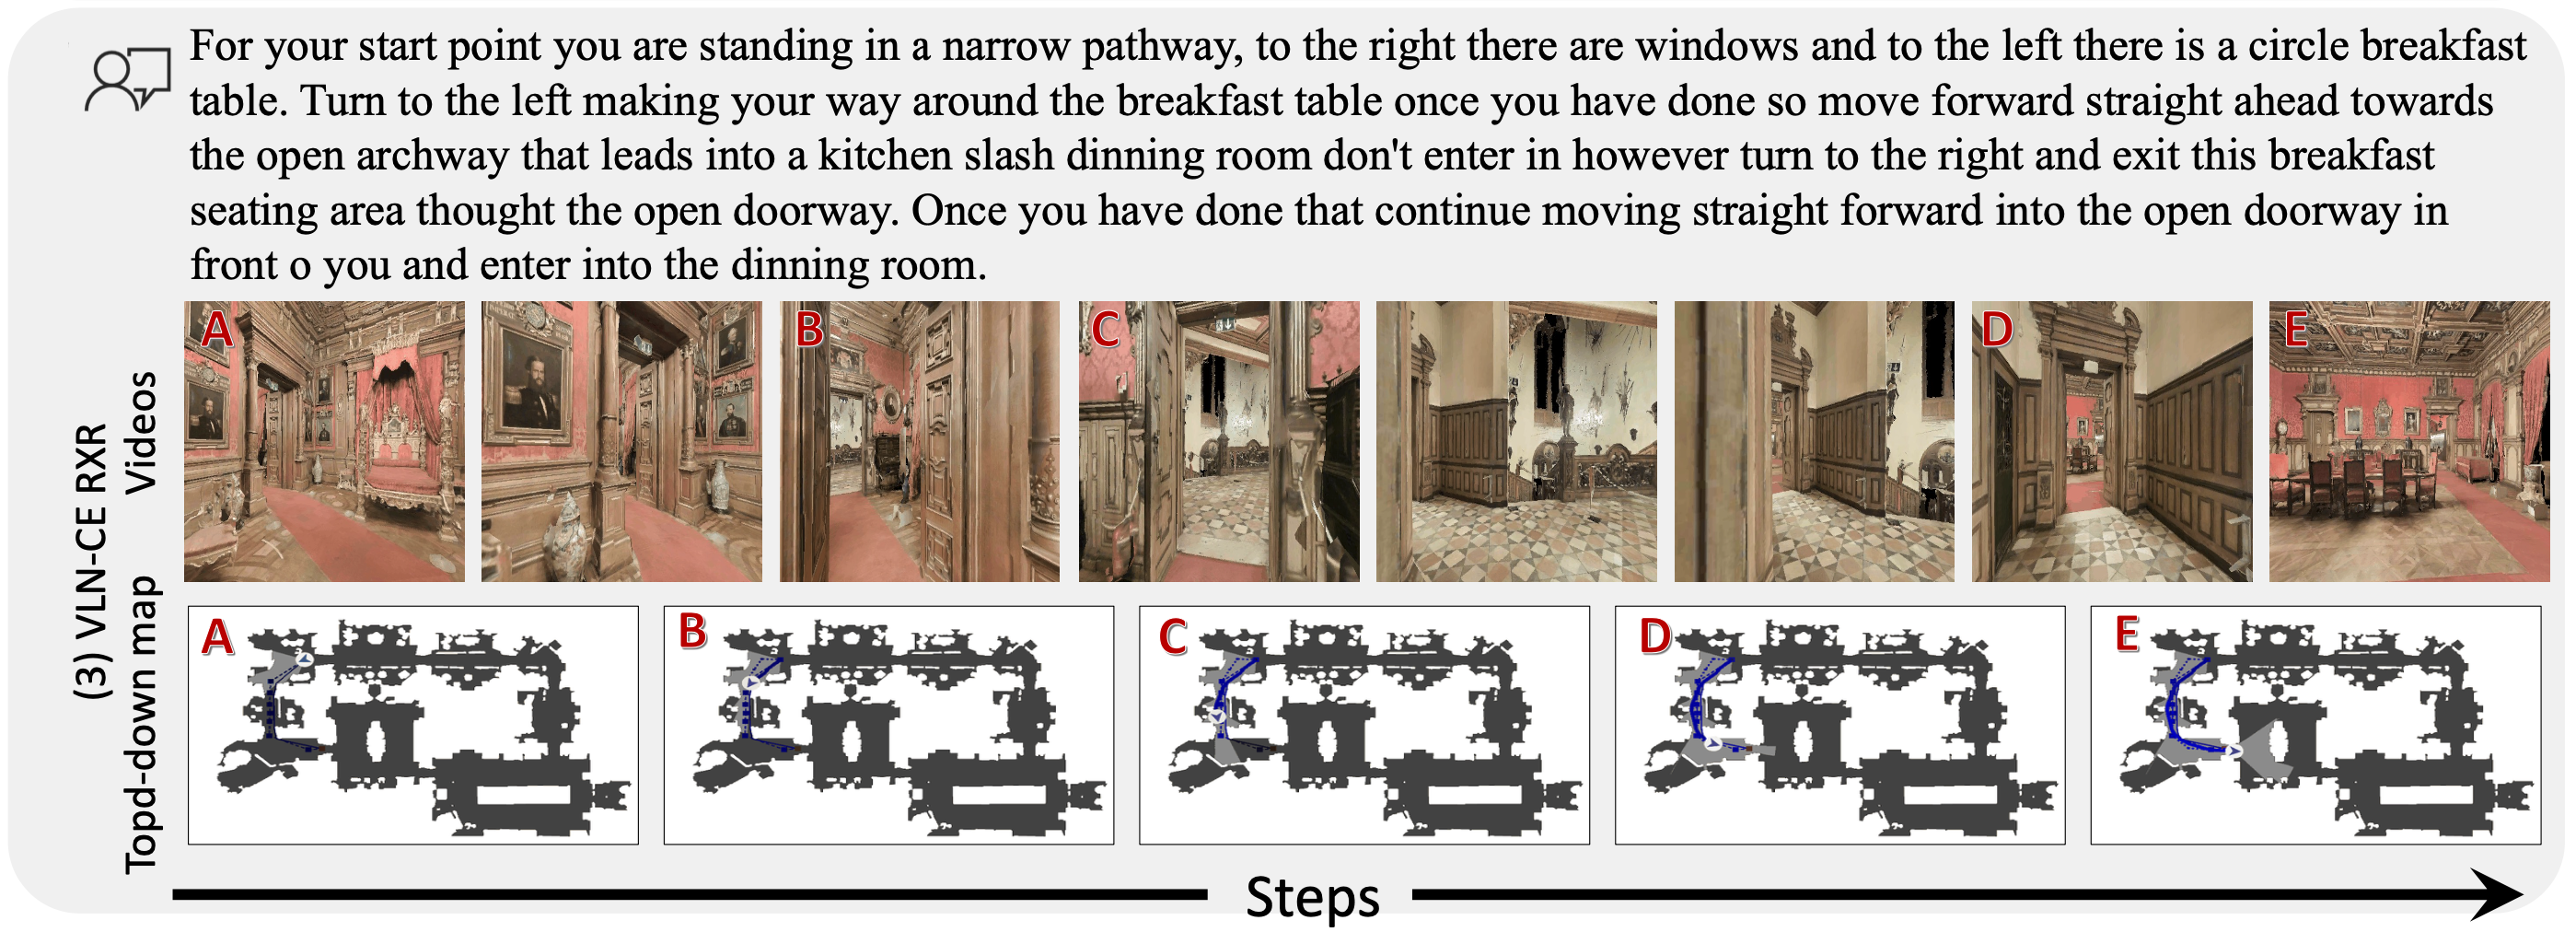 For your start point you are standing in a narrow pathway, to the right there are windows and to the left there is a circle breakfast
table. Turn to the left making your way around the breakfast table once you have done so move forward straight ahead towards
the open archway that leads into a kitchen slash dinning room don't enter in however turn to the right and exit this breakfast
seating area thought the open doorway. Once you have done that continue moving straight forward into the open doorway in
front o you and enter into the dinning room.
(3) VLN-CE RXR
Videos
A
B
C
D
E
Topd-down map
A
B
C
D
E
Steps